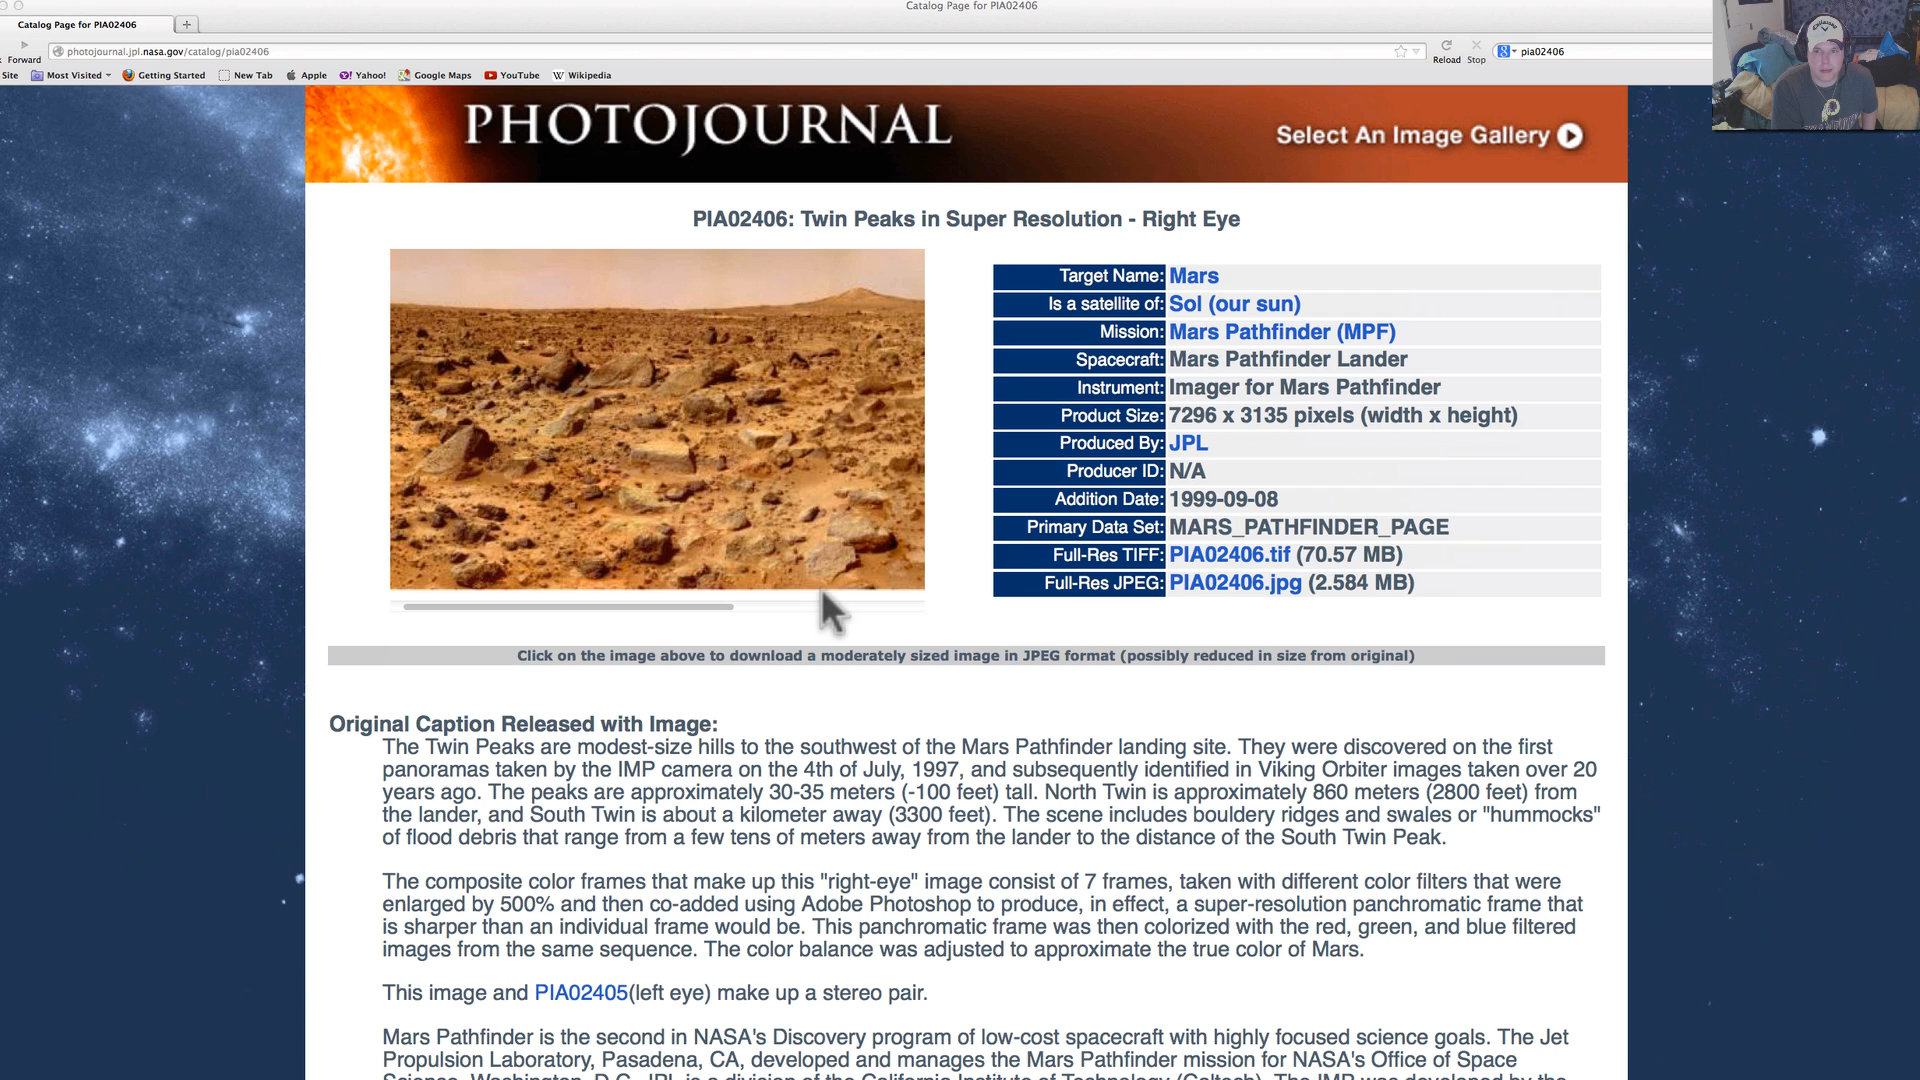 Catalog Page for PIA02406
Catalog Page for PIA02406
+
Forward
photojournal.jpl.nasa.gov/catalog/pia02406
Reload
Stop
pia02406
Site
Most Visited
Getting Started
New Tab
Apple
Yahoo!
Google Maps
YouTube
Wikipedia
PHOTOJOURNAL
Select An Image Gallery
PIA02406: Twin Peaks in Super Resolution - Right Eye
Target Name: Mars
Is a satellite of: Sol (our sun)
Mission: Mars Pathfinder (MPF)
Spacecraft: Mars Pathfinder Lander
Instrument: Imager for Mars Pathfinder
Product Size: 7296 x 3135 pixels (width x height)
Produced By: JPL
Producer ID: N/A
Addition Date: 1999-09-08
Primary Data Set: MARS_PATHFINDER_PAGE
Full-Res TIFF: PIA02406.tif (70.57 MB)
Full-Res JPEG: PIA02406.jpg (2.584 MB)
Click on the image above to download a moderately sized image in JPEG format (possibly reduced in size from original)
Original Caption Released with Image:
The Twin Peaks are modest-size hills to the southwest of the Mars Pathfinder landing site. They were discovered on the first
panoramas taken by the IMP camera on the 4th of July, 1997, and subsequently identified in Viking Orbiter images taken over 20
years ago. The peaks are approximately 30-35 meters (-100 feet) tall. North Twin is approximately 860 meters (2800 feet) from
the lander, and South Twin is about a kilometer away (3300 feet). The scene includes bouldery ridges and swales or "hummocks"
of flood debris that range from a few tens of meters away from the lander to the distance of the South Twin Peak.
The composite color frames that make up this "right-eye" image consist of 7 frames, taken with different color filters that were
enlarged by 500% and then co-added using Adobe Photoshop to produce, in effect, a super-resolution panchromatic frame that
is sharper than an individual frame would be. This panchromatic frame was then colorized with the red, green, and blue filtered
images from the same sequence. The color balance was adjusted to approximate the true color of Mars.
This image and PIA02405(left eye) make up a stereo pair.
Mars Pathfinder is the second in NASA's Discovery program of low-cost spacecraft with highly focused science goals. The Jet
Propulsion Laboratory, Pasadena, CA, developed and manages the Mars Pathfinder mission for NASA's Office of Space
Science, Washington, D.C. JPL is a division of the California Institute of Technology (Caltech). The IMP was developed by the